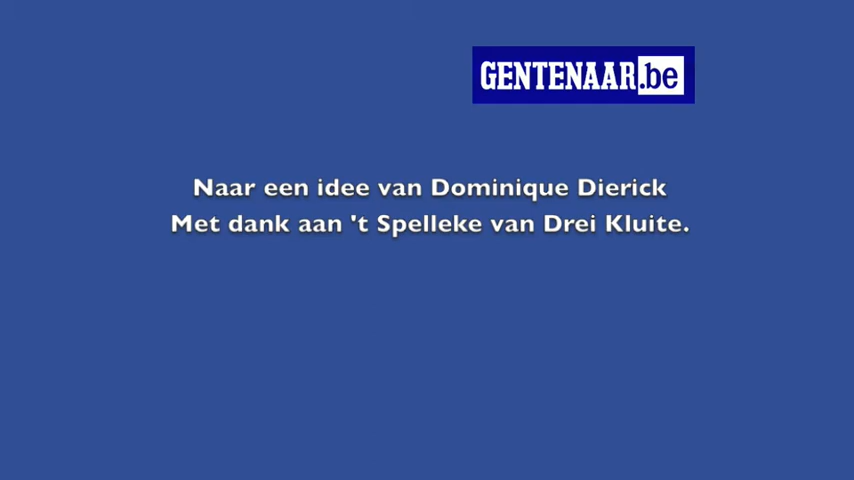 GENTENAAR.be
Naar een idee van Dominique Dierick
Met dank aan 't Spelleke van Drei Kluite.